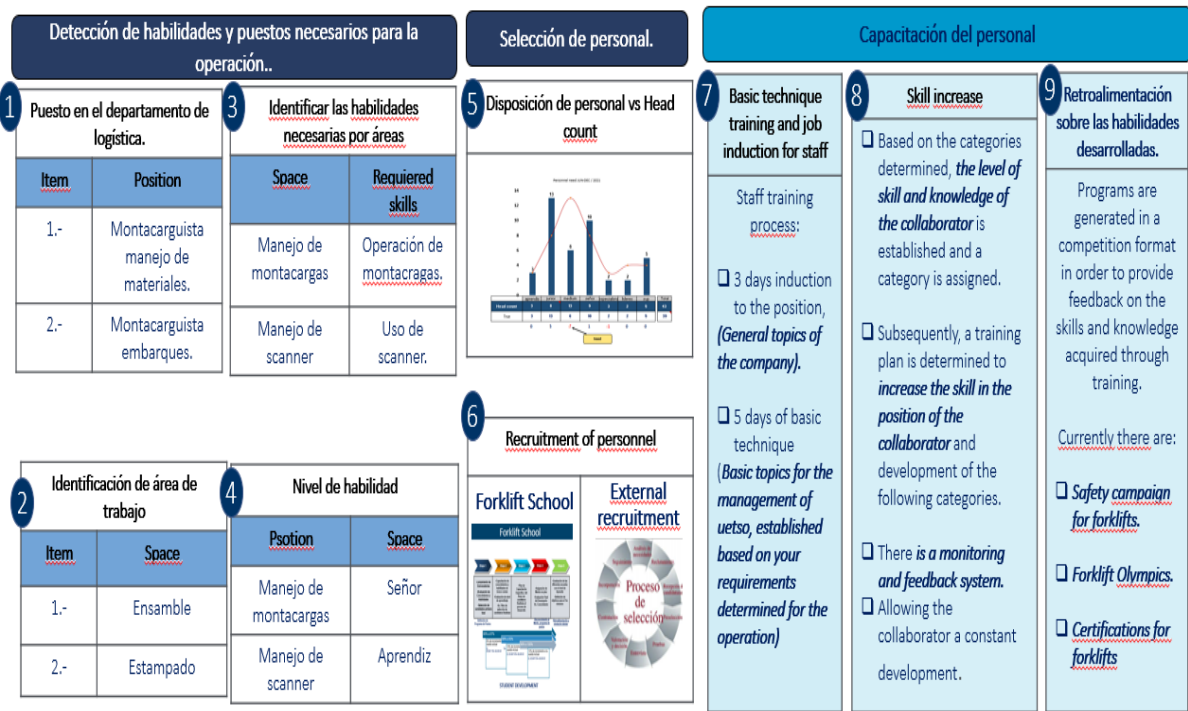 Detección de habilidades y puestos necesarios para la
operación..
Selección de personal.
Capacitación del personal
1
Puesto en el departamento de
logística.
Item
Position
1.-
Montacarguista
manejo de
materiales.
2.-
Montacarguista
embarques.
2
Identificación de área de
trabajo
Item
Space
1.-
Ensamble
2.-
Estampado
3
Identificar las habilidades
necesarias por áreas
Space
Requiered
skills
Manejo de
montacargas
Operación de
montacragas.
Manejo de
scanner
Uso de
scanner.
4
Nivel de habilidad
Psotion
Space
Manejo de
montacargas
Señor
Manejo de
scanner
Aprendiz
5
Disposición de personal vs Head
count
6
Recruitment of personnel
Forklift School
Forklift School
STUDENT DEVELOPMENT
External
recruitment
Proceso
de
selección
7
Basic technique
training and job
induction for staff
Staff training
process:
❑ 3 days induction
to the position,
(General topics of
the company).
❑ 5 days of basic
technique
(Basic topics for the
management of
uetso, established
based on your
requirements
determined for the
operation)
8
Skill increase
❑ Based on the categories
determined, the level of
skill and knowledge of
the collaborator is
established and a
category is assigned.
❑ Subsequently, a training
plan is determined to
increase the skill in the
position of the
collaborator and
development of the
following categories.
❑ There is a monitoring
and feedback system.
❑ Allowing the
collaborator a constant
development.
9
Retroalimentación
sobre las habilidades
desarrolladas.
Programs are
generated in a
competition format
in order to provide
feedback on the
skills and knowledge
acquired through
training.
Currently there are:
❑ Safety campaign
for forklifts.
❑ Forklift Olympics.
❑ Certifications for
forklifts